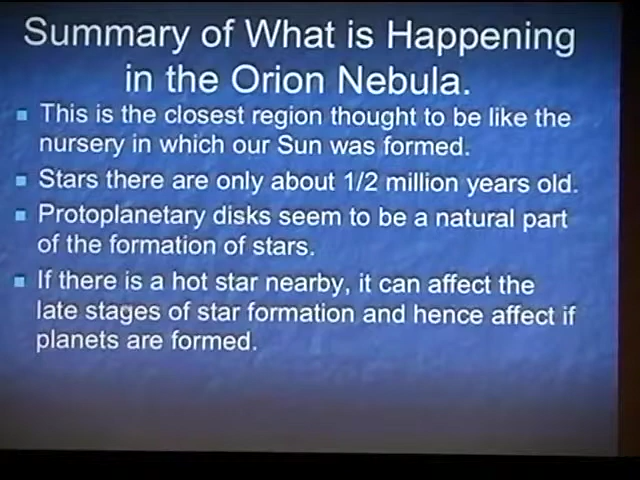 Summary of What is Happening
in the Orion Nebula.
This is the closest region thought to be like the
nursery in which our Sun was formed.
Stars there are only about 1/2 million years old.
Protoplanetary disks seem to be a natural part
of the formation of stars.
If there is a hot star nearby, it can affect the
late stages of star formation and hence affect if
planets are formed.